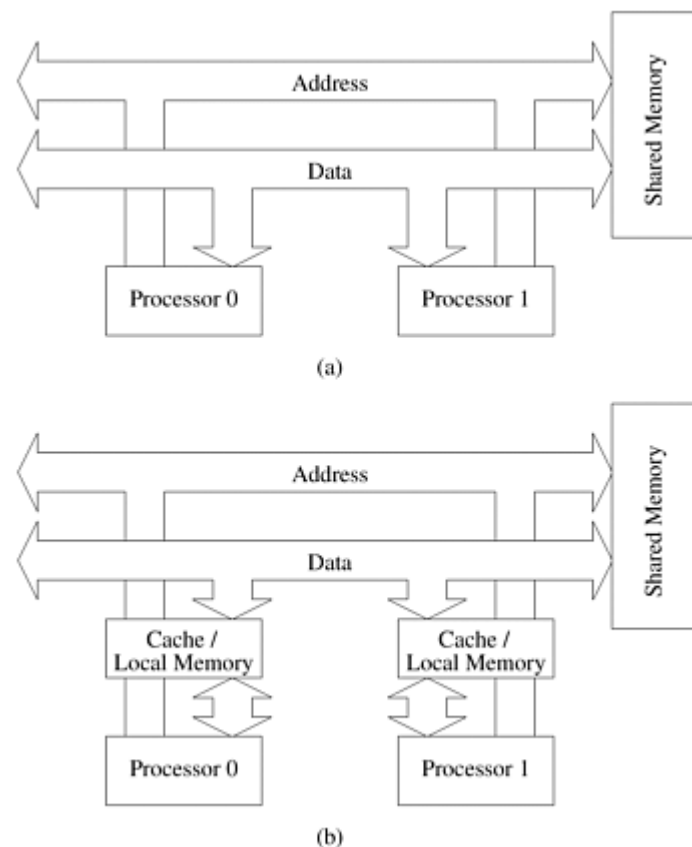 Address
Shared Memory
Data
Processor 0
Processor 1
(a)
Address
Shared Memory
Data
Cache /
Local Memory
Cache /
Local Memory
Processor 0
Processor 1
(b)